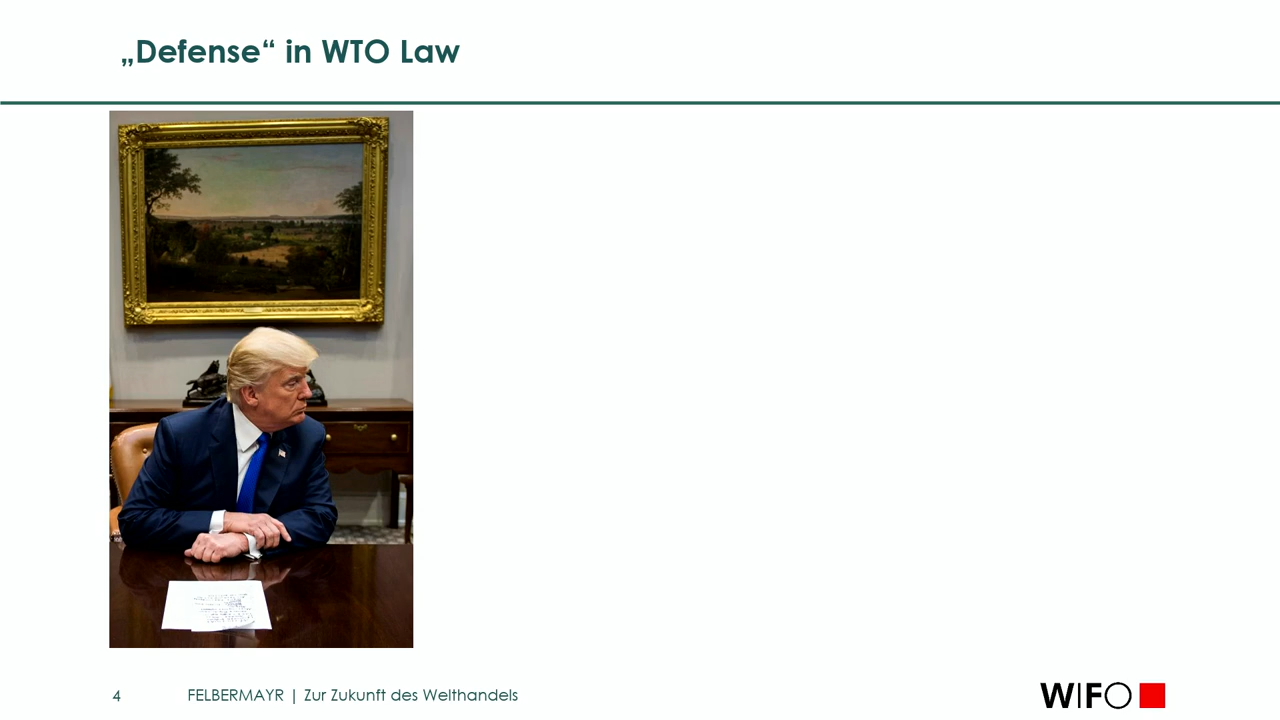 „Defense“ in WTO Law
4
FELBERMAYR | Zur Zukunft des Welthandels
WIFO